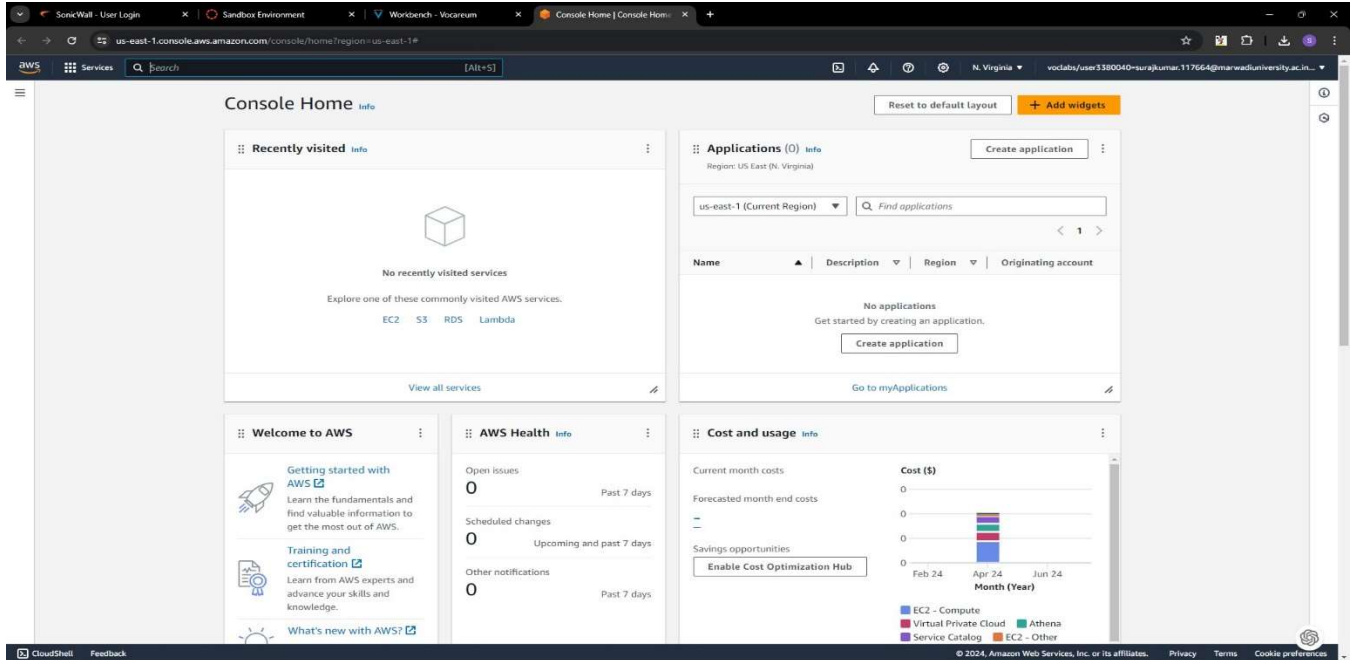 SonicWall - User Login
Sandbox Environment
Workbench - Vocareum
Console Home | Console Home
us-east-1.console.aws.amazon.com/console/home?region=us-east-1#
aws
Services
Search
[Alt+S]
N. Virginia
voclabs/user3380040=surajkumar.117664@marwadiuniversity.ac.in...
Console Home Info
Reset to default layout
+ Add widgets
Recently visited Info
No recently visited services
Explore one of these commonly visited AWS services.
EC2 S3 RDS Lambda
View all services
Applications (0) Info
Region: US East (N. Virginia)
Create application
us-east-1 (Current Region)
Find applications
1
Name Description Region Originating account
No applications
Get started by creating an application.
Create application
Go to myApplications
Welcome to AWS
Getting started with
AWS
Learn the fundamentals and
find valuable information to
get the most out of AWS.
Training and
certification
Learn from AWS experts and
advance your skills and
knowledge.
What's new with AWS?
AWS Health Info
Open issues
0 Past 7 days
Scheduled changes
0 Upcoming and past 7 days
Other notifications
0 Past 7 days
Cost and usage Info
Current month costs
Forecasted month end costs
–
Savings opportunities
Enable Cost Optimization Hub
Cost ($)
0
0
0
0
Feb 24 Apr 24 Jun 24
Month (Year)
EC2 - Compute
Virtual Private Cloud Athena
Service Catalog EC2 - Other
CloudShell Feedback
© 2024, Amazon Web Services, Inc. or its affiliates. Privacy Terms Cookie preferences